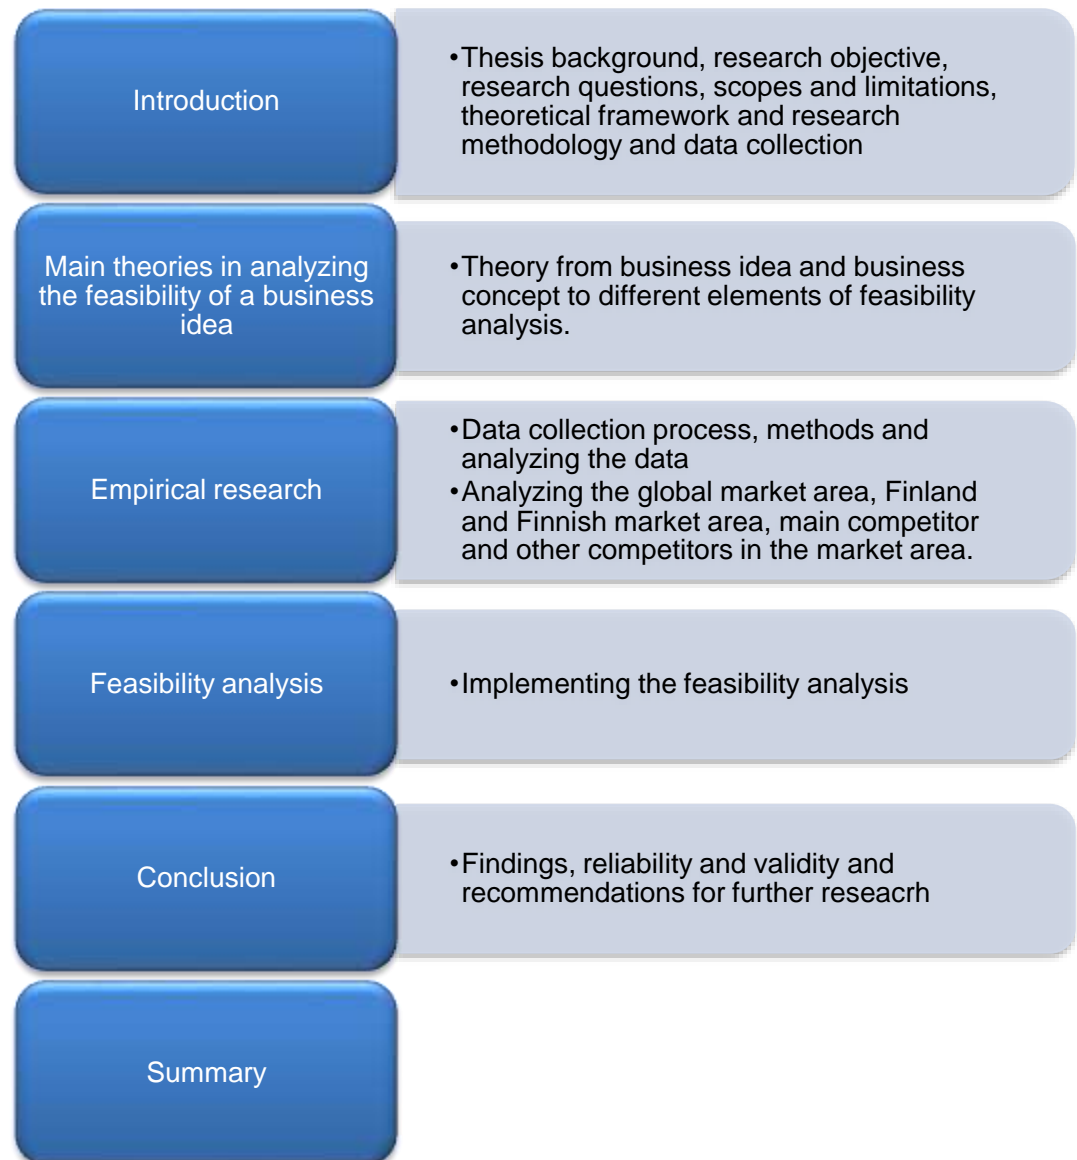 Introduction
•Thesis background, research objective,
research questions, scopes and limitations,
theoretical framework and research
methodology and data collection
Main theories in analyzing
the feasibility of a business
idea
•Theory from business idea and business
concept to different elements of feasibility
analysis.
Empirical research
•Data collection process, methods and
analyzing the data
•Analyzing the global market area, Finland
and Finnish market area, main competitor
and other competitors in the market area.
Feasibility analysis
•Implementing the feasibility analysis
Conclusion
•Findings, reliability and validity and
recommendations for further reseacrh
Summary